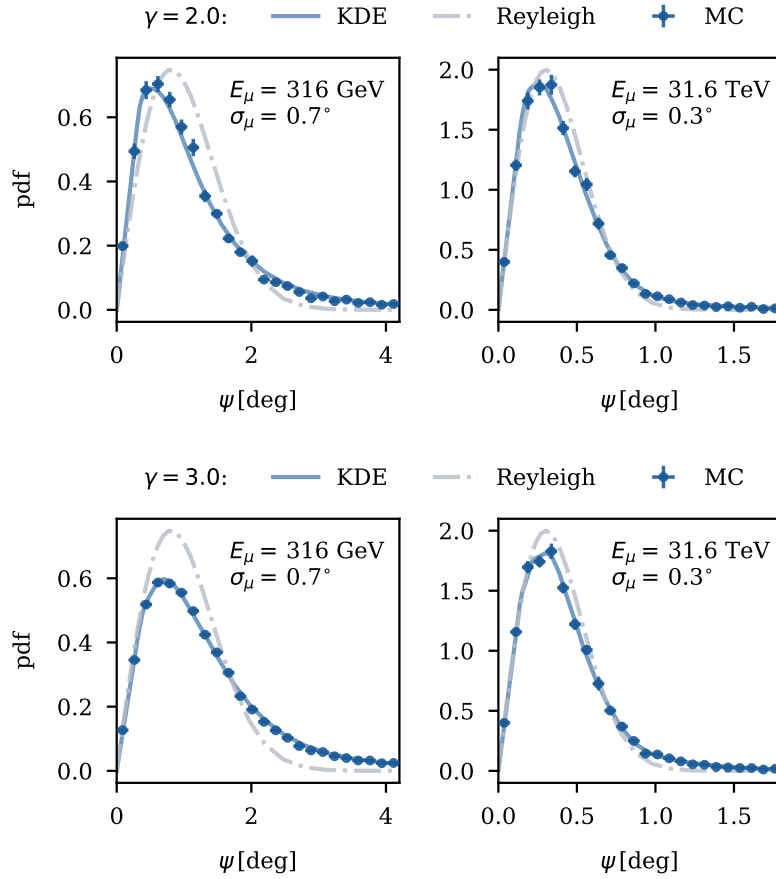 γ = 2.0: KDE Reyleigh MC
E_μ = 316 GeV
σ_μ = 0.7°
E_μ = 31.6 TeV
σ_μ = 0.3°
pdf
0.6
0.4
0.2
0.0
2.0
1.5
1.0
0.5
0.0
0 2 4
0.0 0.5 1.0 1.5
ψ [deg] ψ [deg]
γ = 3.0: KDE Reyleigh MC
E_μ = 316 GeV
σ_μ = 0.7°
E_μ = 31.6 TeV
σ_μ = 0.3°
pdf
0.6
0.4
0.2
0.0
2.0
1.5
1.0
0.5
0.0
0 2 4
0.0 0.5 1.0 1.5
ψ [deg] ψ [deg]